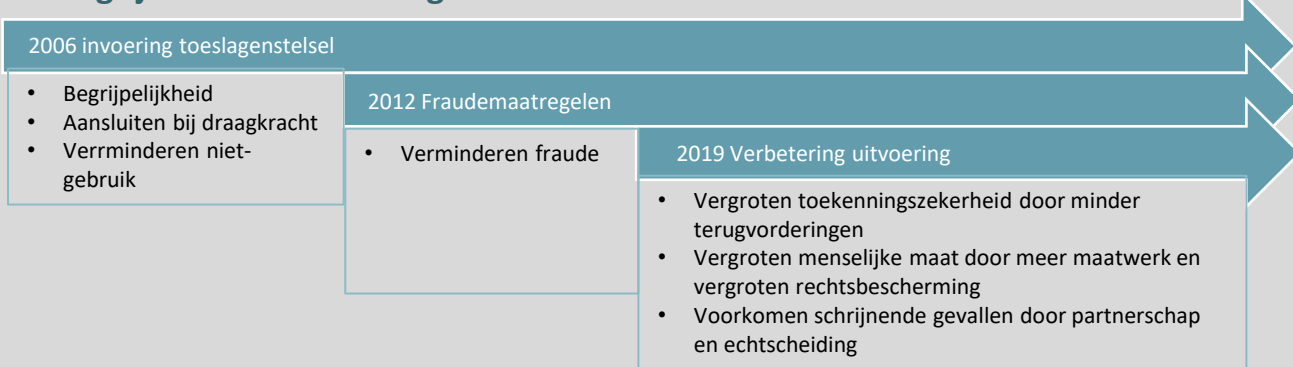 2006 invoering toeslagenstelsel
• Begrijpelijkheid
• Aansluiten bij draagkracht
• Verrminderen niet-
gebruik
2012 Fraudemaatregelen
• Verminderen fraude
2019 Verbetering uitvoering
• Vergroten toekenningszekerheid door minder
terugvorderingen
• Vergroten menselijke maat door meer maatwerk en
vergroten rechtsbescherming
• Voorkomen schrijnende gevallen door partnerschap
en echtscheiding